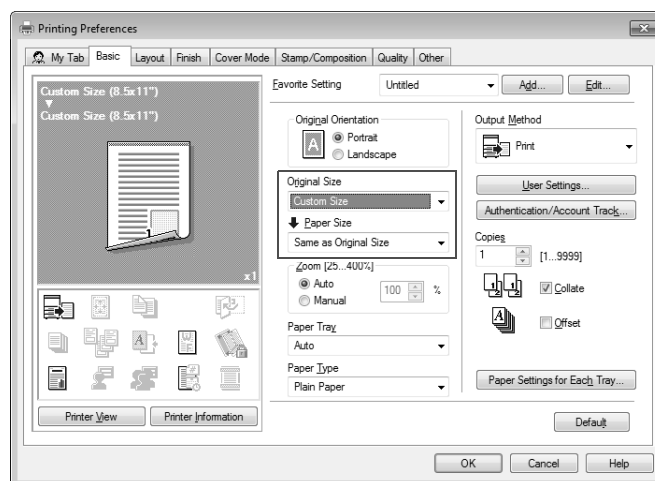 Printing Preferences
My Tab Basic Layout Finish Cover Mode Stamp/Composition Quality Other
Custom Size (8.5x11")
Custom Size (8.5x11")
1
x1
Printer View Printer Information
Favorite Setting Untitled Add... Edit...
Original Orientation
A
Portrait
Landscape
Original Size
Custom Size
Paper Size
Same as Original Size
Zoom [25...400%]
Auto
Manual
100 %
Paper Tray
Auto
Paper Type
Plain Paper
Output Method
Print
User Settings...
Authentication/Account Track...
Copies
1 [1...9999]
Collate
Offset
Paper Settings for Each Tray...
Default
OK Cancel Help